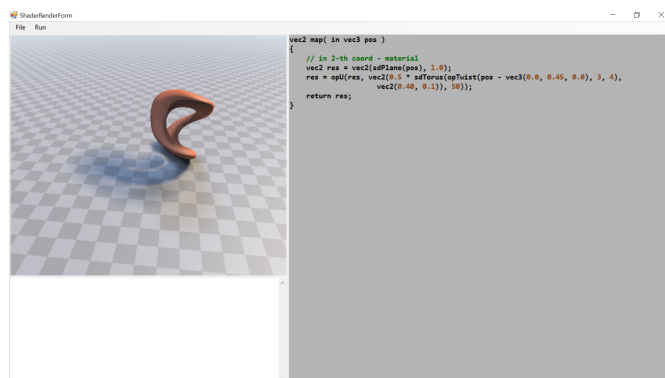 ShaderRenderForm
File Run
vec2 map( in vec3 pos )
{
// in 2-th coord - material
vec2 res = vec2(sdPlane(pos), 1.0);
res = opU(res, vec2(0.5 * sdTorus(opTwist(pos - vec3(0.0, 0.45, 0.0), 3, 4),
vec2(0.40, 0.1)), 50));
return res;
}